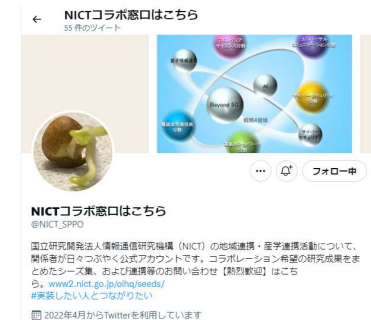 NICTコラボ窓口はこちら
55 件のツイート
Beyond 5G
AI
戦略4領域
フォロー中
NICTコラボ窓口はこちら
@NICT_SPPO
国立研究開発法人情報通信研究機構（NICT）の地域連携・産学連携活動について、
関係者が日々つぶやく公式アカウントです。コラボレーション希望の研究成果をま
とめたシーズ集、および連携等のお問い合わせ【熱烈歓迎】はこち
ら。www2.nict.go.jp/oihq/seeds/
#実装したい人とつながりたい
2022年4月からTwitterを利用しています